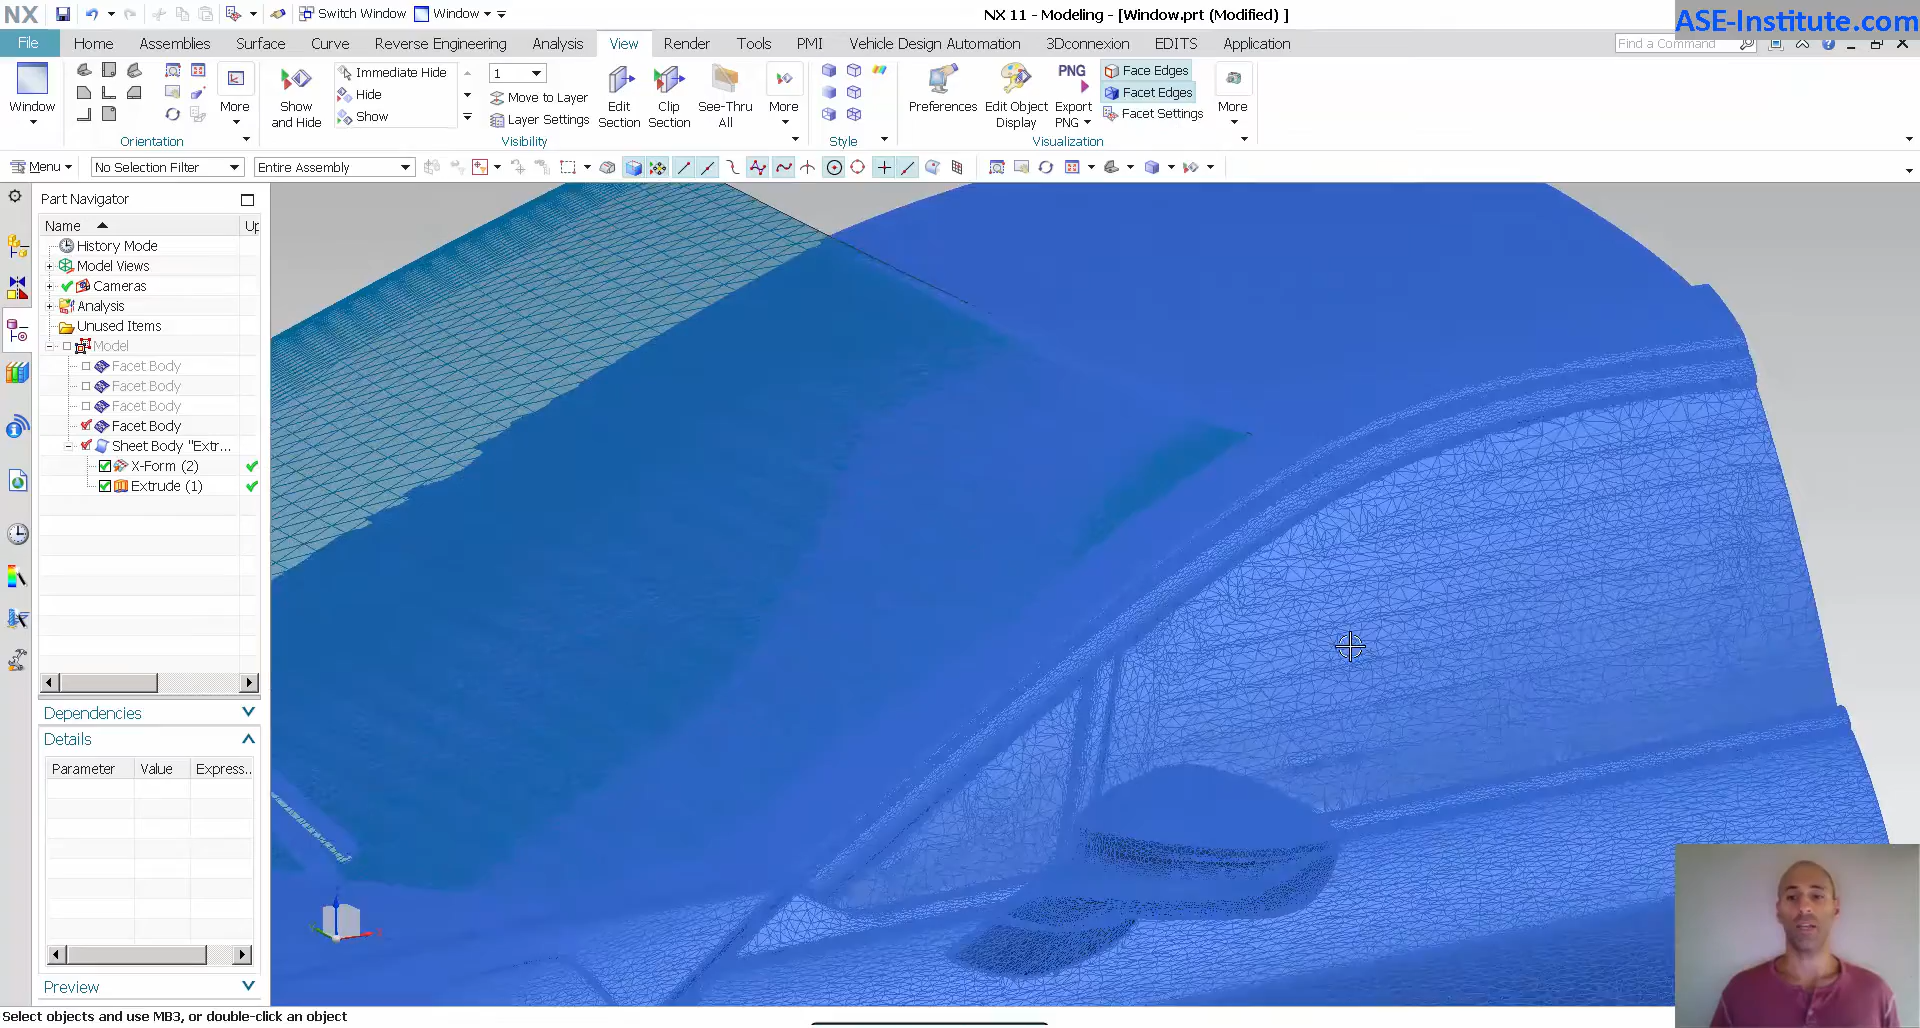 NX Switch Window Window NX 11 - Modeling - [Window.prt (Modified) ] ASE-Institute.com
File Home Assemblies Surface Curve Reverse Engineering Analysis View Render Tools PMI Vehicle Design Automation 3Dconnexion EDITS Application Find a Command
Window
More
Orientation
Show and Hide
Immediate Hide
Hide
Show
1
Move to Layer
Layer Settings
Edit Section
Clip Section
See-Thru All
More
Visibility
Style
Preferences
Edit Object Display
PNG
Export PNG
Face Edges
Facet Edges
Facet Settings
More
Visualization
Menu No Selection Filter Entire Assembly
Part Navigator
Name Up
History Mode
Model Views
Cameras
Analysis
Unused Items
Model
Facet Body
Facet Body
Facet Body
Facet Body
Sheet Body "Extr...
X-Form (2)
Extrude (1)
Dependencies
Details
Parameter Value Express..
Preview
Select objects and use MB3, or double-click an object